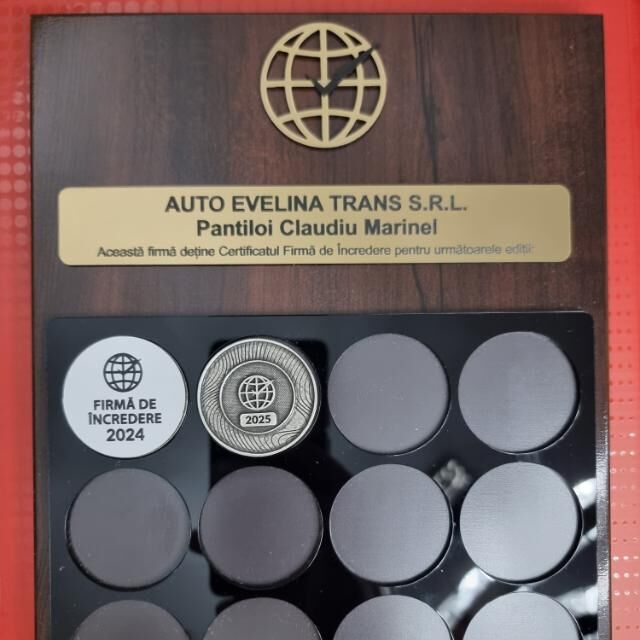 AUTO EVELINA TRANS S.R.L.
Pantiloi Claudiu Marinel
Această firmă deține Certificatul Firmă de Încredere pentru următoarele ediții:
FIRMĂ DE
ÎNCREDERE
2024
2025